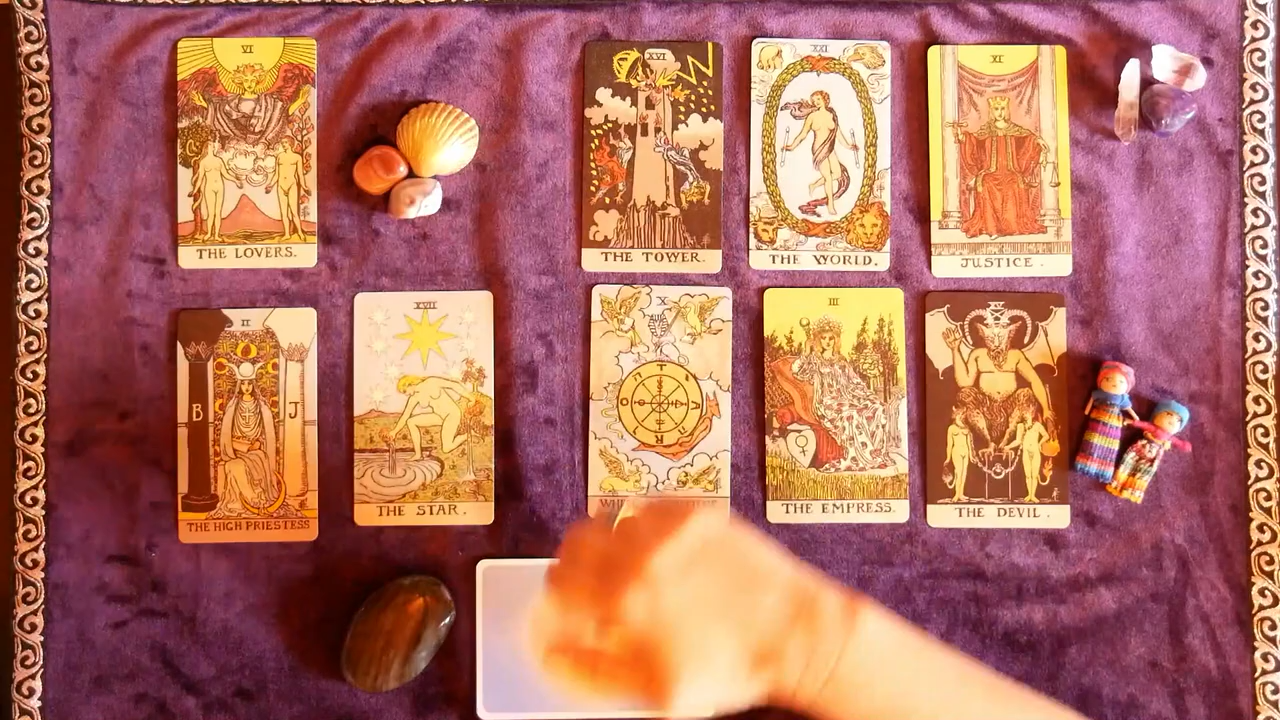 VI
THE LOVERS.
XVI
THE TOWER.
XXI
THE WORLD.
XI
JUSTICE.
II
B J
THE HIGH PRIESTESS
XVII
THE STAR.
X
T
A
R
O
III
THE EMPRESS.
XV
THE DEVIL.